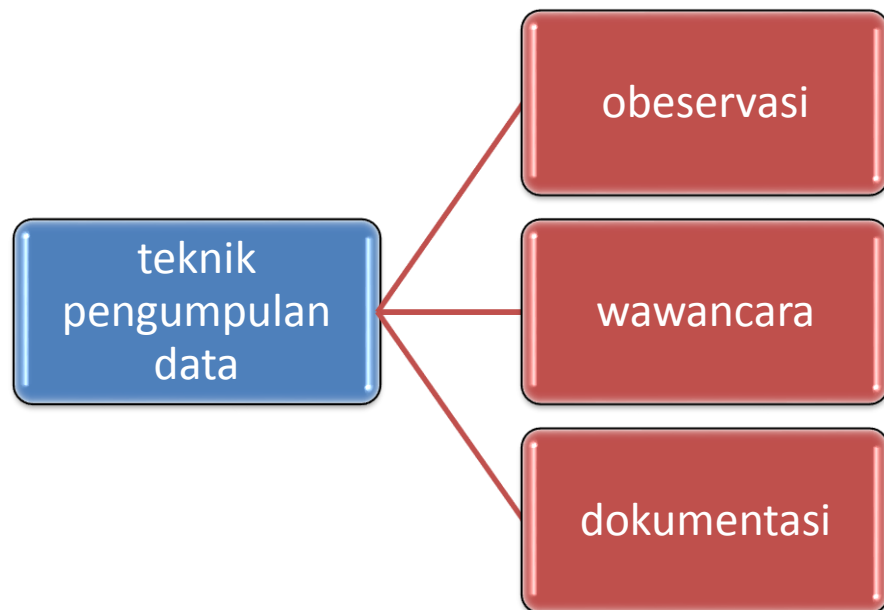 obeservasi
teknik
pengumpulan
data
wawancara
dokumentasi